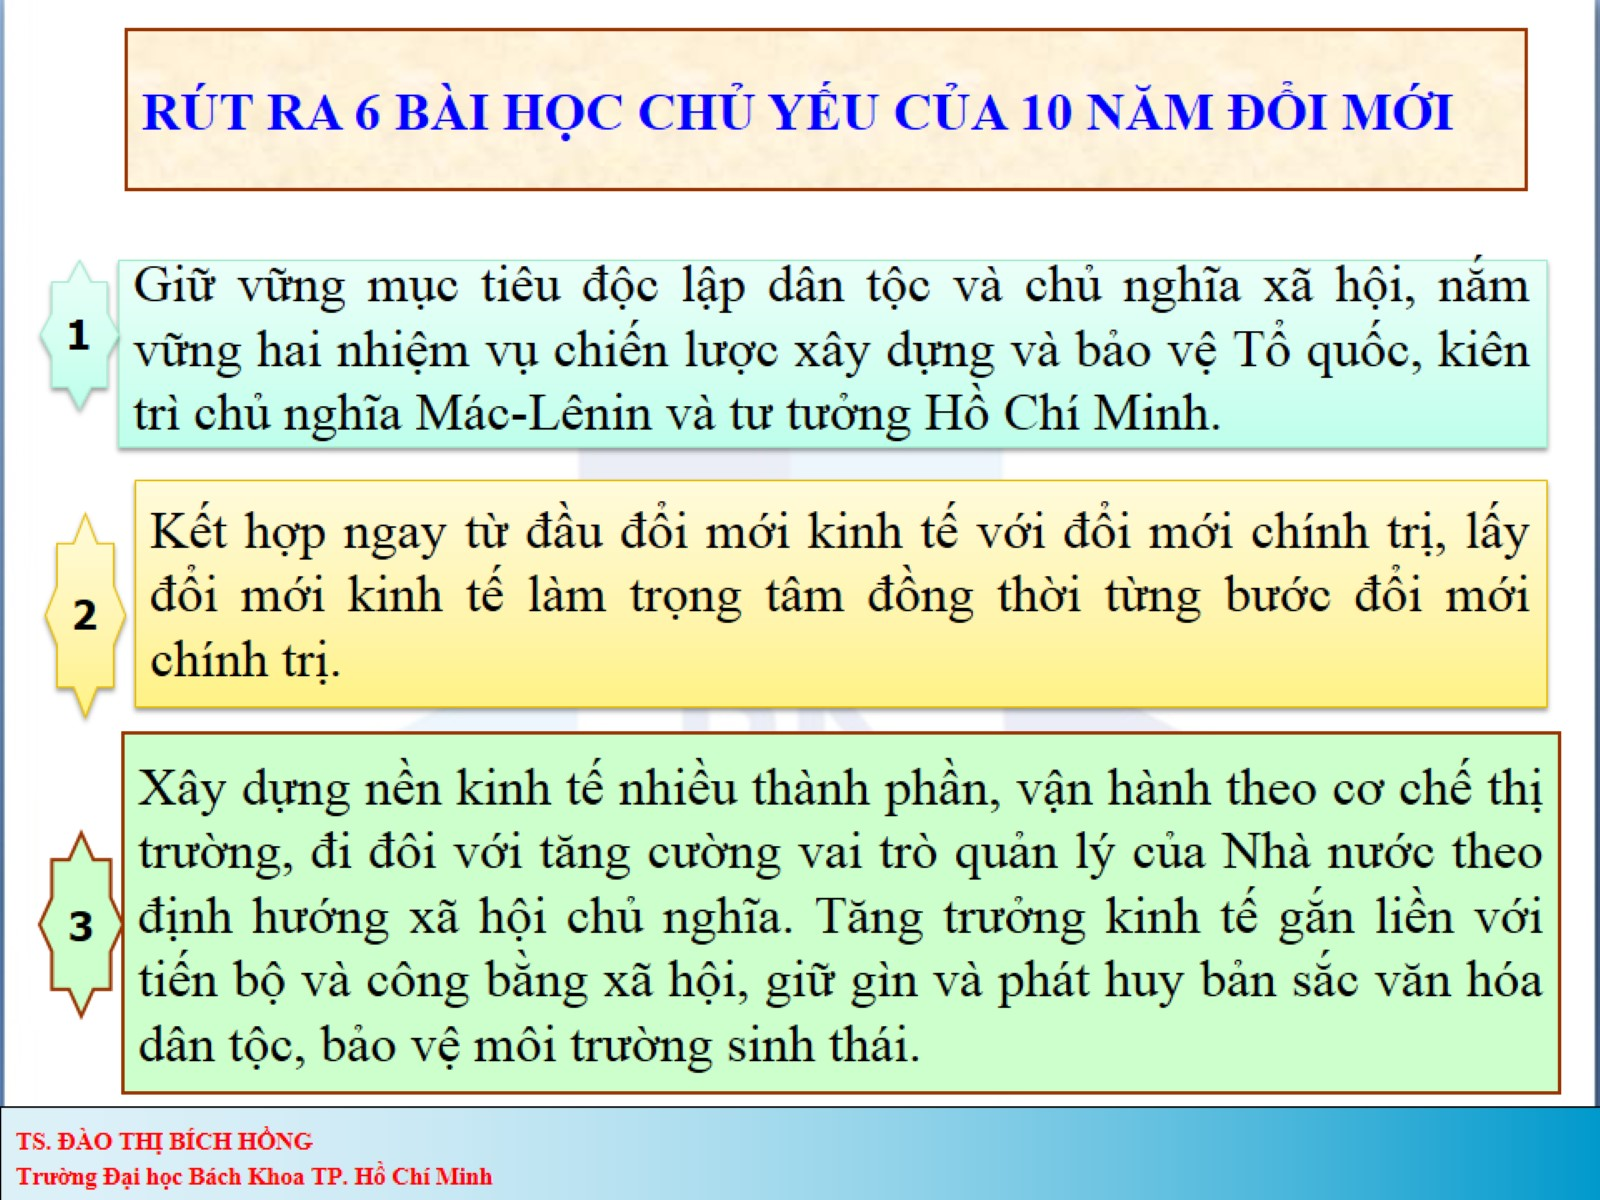 RÚT RA 6 BÀI HỌC CHỦ YẾU CỦA 10 NĂM ĐỔI MỚI
1
Giữ vững mục tiêu độc lập dân tộc và chủ nghĩa xã hội, nắm
vững hai nhiệm vụ chiến lược xây dựng và bảo vệ Tổ quốc, kiên
trì chủ nghĩa Mác-Lênin và tư tưởng Hồ Chí Minh.
2
Kết hợp ngay từ đầu đổi mới kinh tế với đổi mới chính trị, lấy
đổi mới kinh tế làm trọng tâm đồng thời từng bước đổi mới
chính trị.
3
Xây dựng nền kinh tế nhiều thành phần, vận hành theo cơ chế thị
trường, đi đôi với tăng cường vai trò quản lý của Nhà nước theo
định hướng xã hội chủ nghĩa. Tăng trưởng kinh tế gắn liền với
tiến bộ và công bằng xã hội, giữ gìn và phát huy bản sắc văn hóa
dân tộc, bảo vệ môi trường sinh thái.
TS. ĐÀO THỊ BÍCH HỒNG
Trường Đại học Bách Khoa TP. Hồ Chí Minh